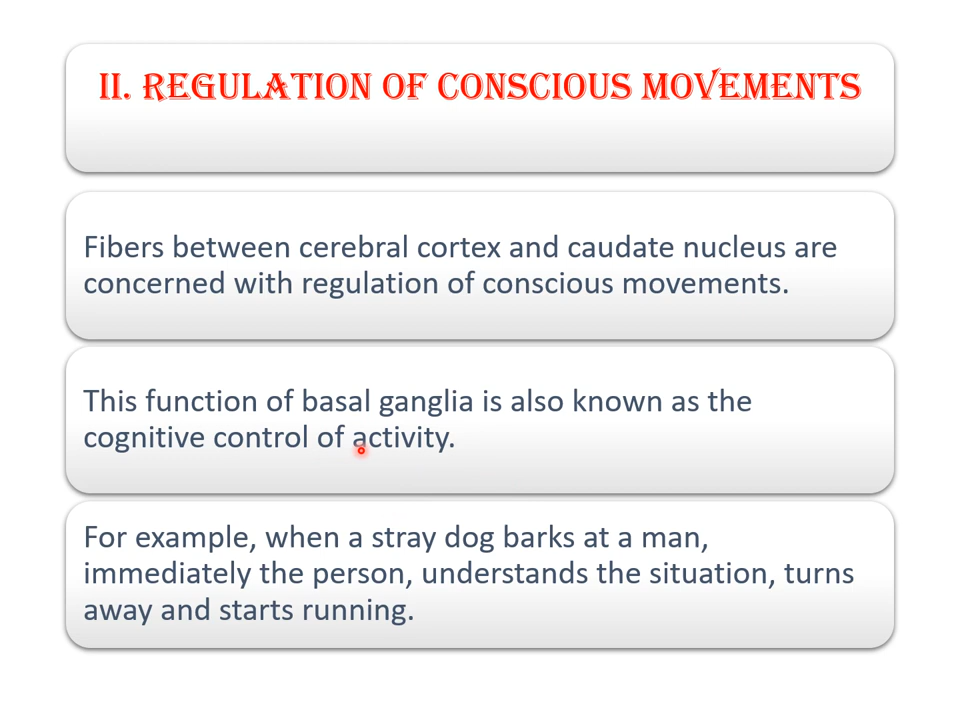 II. REGULATION OF CONSCIOUS MOVEMENTS
Fibers between cerebral cortex and caudate nucleus are
concerned with regulation of conscious movements.
This function of basal ganglia is also known as the
cognitive control of activity.
For example, when a stray dog barks at a man,
immediately the person, understands the situation, turns
away and starts running.